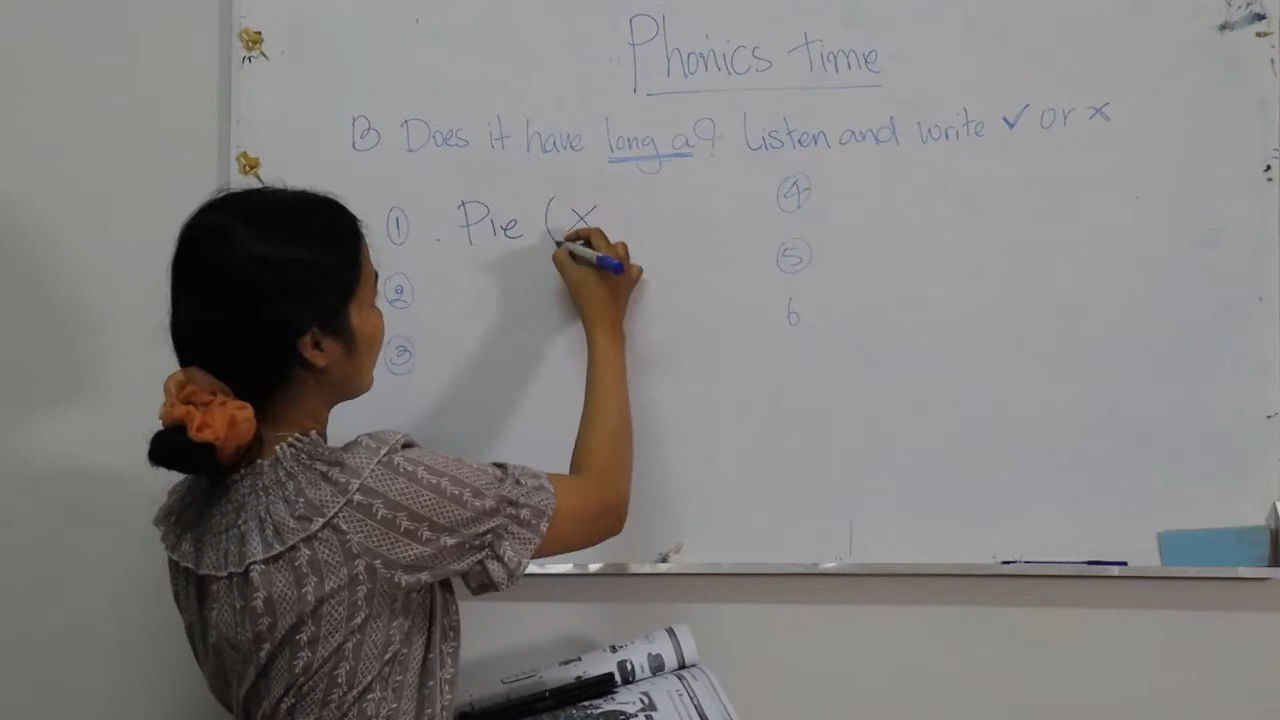 Phonics time
B. Does it have long a? Listen and write ✓ or x
① . Pie (x
②
③
④
⑤
6